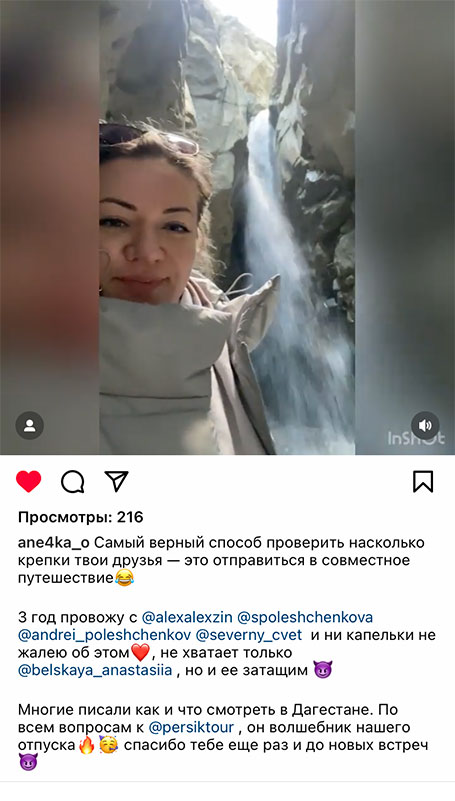 InShOt
Просмотры: 216
ane4ka_o Самый верный способ проверить насколько
крепки твои друзья — это отправиться в совместное
путешествие😂
3 год провожу с @alexalexzin @spoleshchenkova
@andrei_poleshchenkov @severny_cvet и ни капельки не
жалею об этом❤️, не хватает только
@belskaya_anastasiia , но и ее затащим 😈
Многие писали как и что смотреть в Дагестане. По
всем вопросам к @persiktour , он волшебник нашего
отпуска🔥🥳 спасибо тебе еще раз и до новых встреч
😈